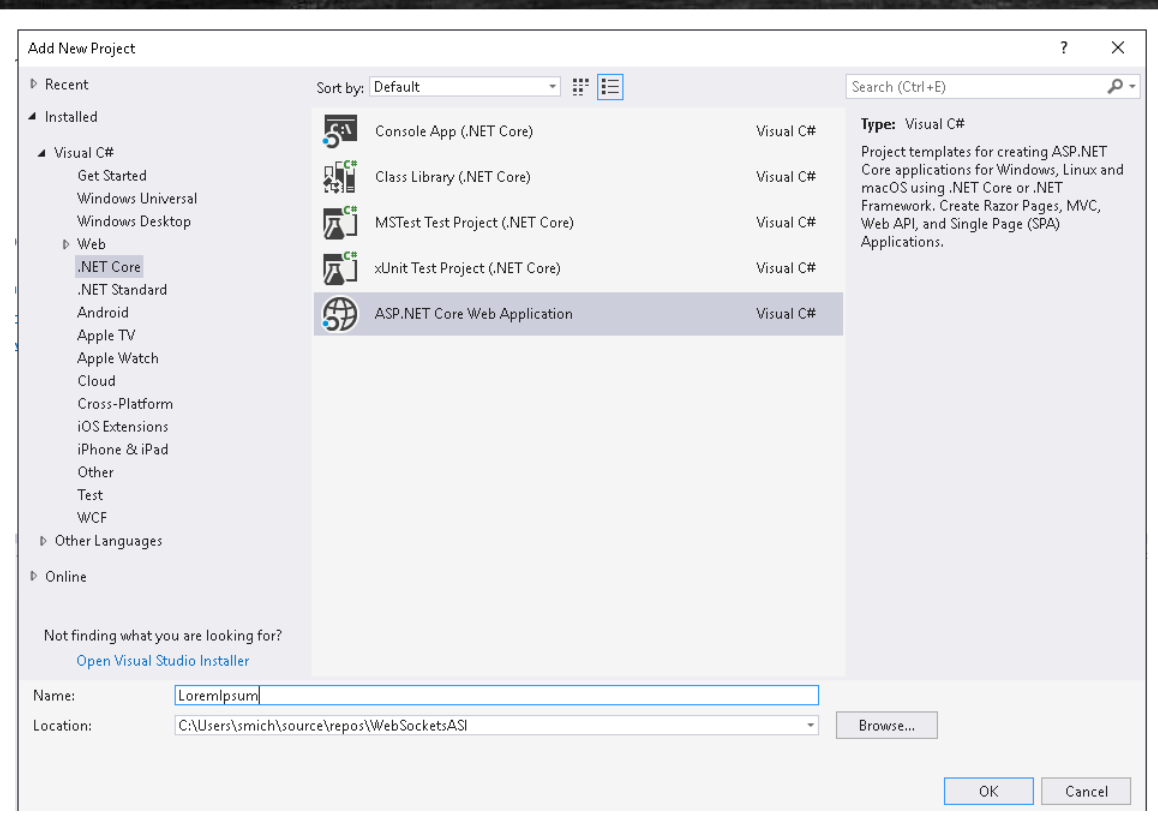 Add New Project
?
Recent
Installed
Visual C#
Get Started
Windows Universal
Windows Desktop
Web
.NET Core
.NET Standard
Android
Apple TV
Apple Watch
Cloud
Cross-Platform
iOS Extensions
iPhone & iPad
Other
Test
WCF
Other Languages
Online
Not finding what you are looking for?
Open Visual Studio Installer
Sort by: Default
Console App (.NET Core) Visual C#
Class Library (.NET Core) Visual C#
MSTest Test Project (.NET Core) Visual C#
xUnit Test Project (.NET Core) Visual C#
ASP.NET Core Web Application Visual C#
Search (Ctrl+E)
Type: Visual C#
Project templates for creating ASP.NET
Core applications for Windows, Linux and
macOS using .NET Core or .NET
Framework. Create Razor Pages, MVC,
Web API, and Single Page (SPA)
Applications.
Name: LoremIpsum
Location: C:\Users\smich\source\repos\WebSocketsASI
Browse...
OK
Cancel